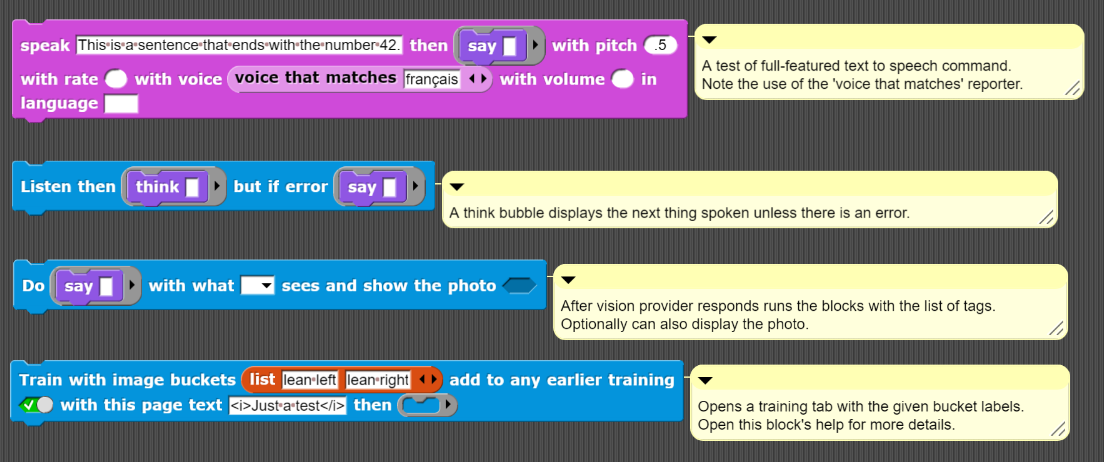 speak This is a sentence that ends with the number 42. then say with pitch .5
with rate with voice voice that matches français with volume in
language
A test of full-featured text to speech command.
Note the use of the 'voice that matches' reporter.
Listen then think but if error say
A think bubble displays the next thing spoken unless there is an error.
Do say with what sees and show the photo
After vision provider responds runs the blocks with the list of tags.
Optionally can also display the photo.
Train with image buckets list lean left lean right add to any earlier training
with this page text <i>Just a test</i> then
Opens a training tab with the given bucket labels.
Open this block's help for more details.